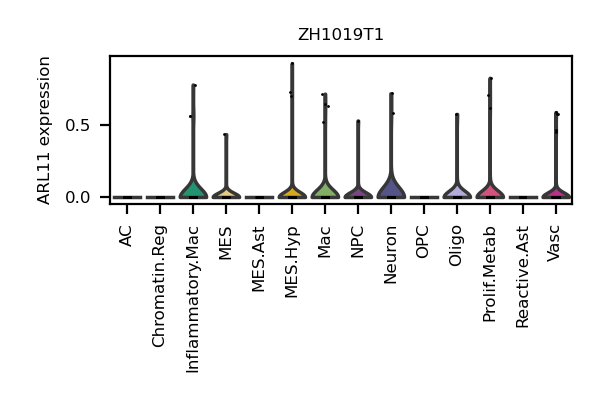 ZH1019T1
ARL11 expression
0.5
0.0
AC
Chromatin.Reg
Inflammatory.Mac
MES
MES.Ast
MES.Hyp
Mac
NPC
Neuron
OPC
Oligo
Prolif.Metab
Reactive.Ast
Vasc